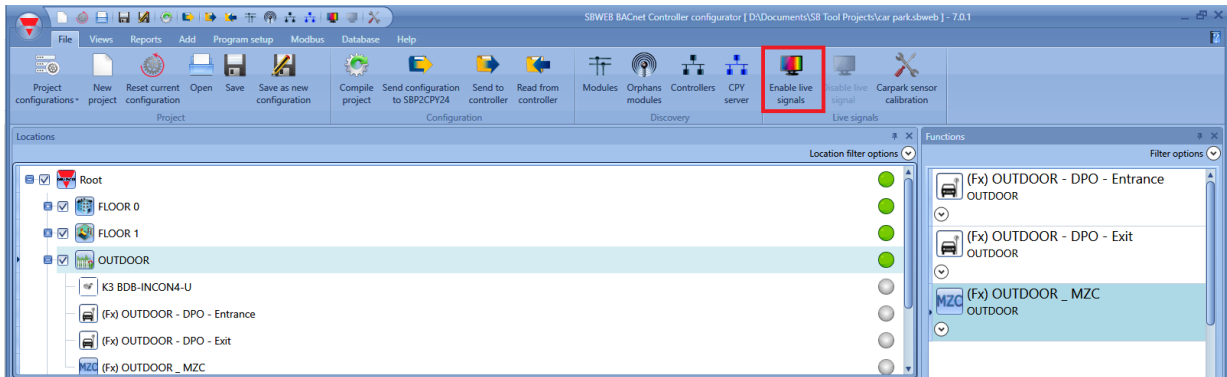 SBWEB BACnet Controller configurator [ D:\Documents\SB Tool Projects\car park.sbweb ] - 7.0.1
File Views Reports Add Program setup Modbus Database Help
Project configurations
New project
Reset current configuration
Open
Save
Save as new configuration
Compile project
Send configuration to SBP2CPY24
Send to controller
Read from controller
Modules
Orphans modules
Controllers
CPY server
Enable live signals
Disable live signal
Carpark sensor calibration
Project Configuration Discovery Live signals
Locations
Location filter options
Root
FLOOR 0
FLOOR 1
OUTDOOR
K3 BDB-INCON4-U
(Fx) OUTDOOR - DPO - Entrance
(Fx) OUTDOOR - DPO - Exit
MZC (Fx) OUTDOOR _ MZC
Functions
Filter options
(Fx) OUTDOOR - DPO - Entrance
OUTDOOR
(Fx) OUTDOOR - DPO - Exit
OUTDOOR
MZC (Fx) OUTDOOR _ MZC
OUTDOOR